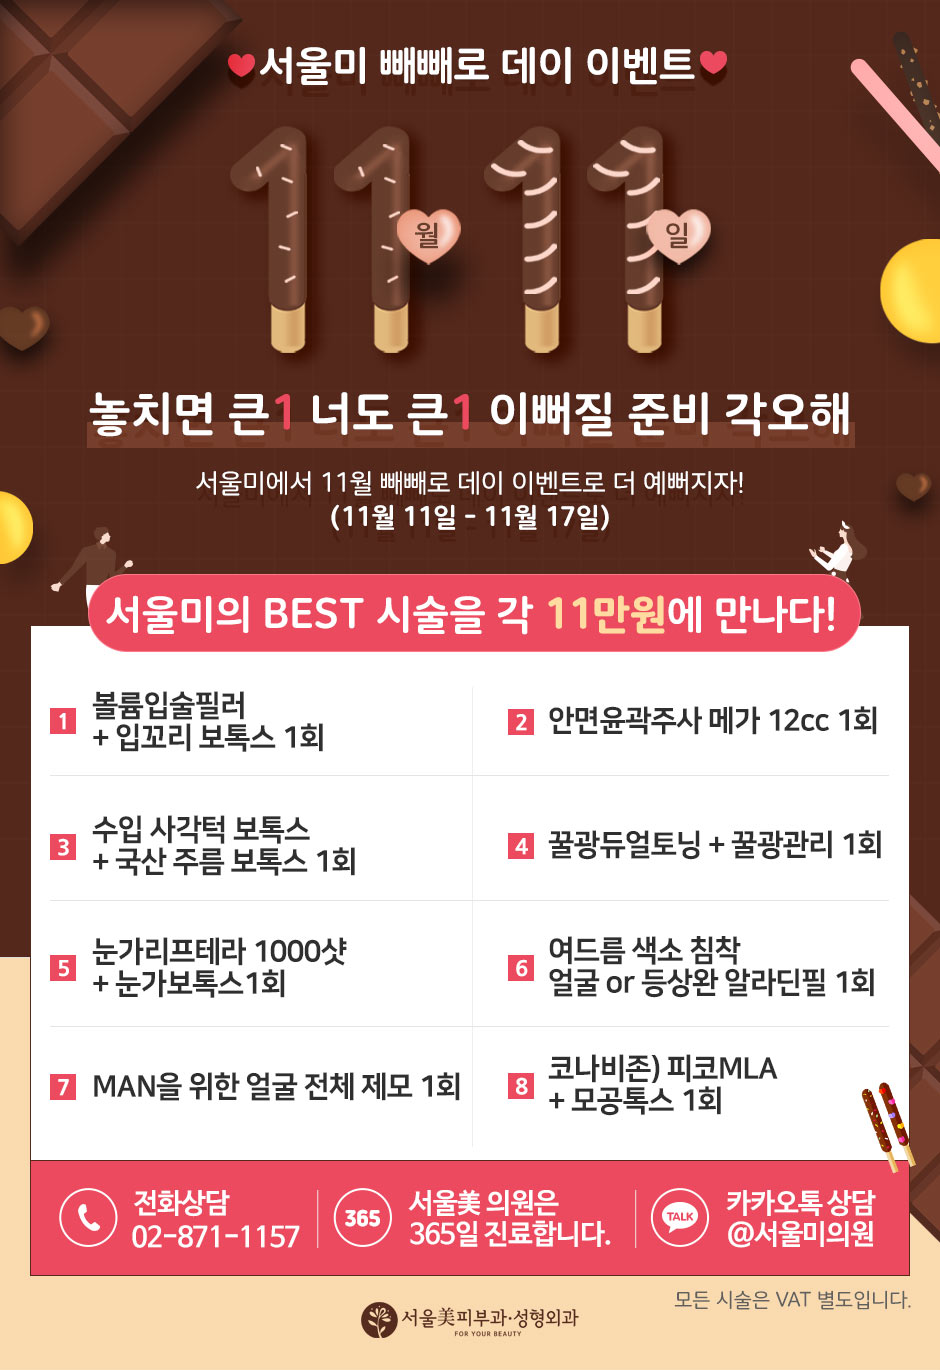 서울미 빼빼로 데이 이벤트
11월 11일
놓치면 큰1 너도 큰1 이뻐질 준비 각오해
서울미에서 11월 빼빼로 데이 이벤트로 더 예뻐지자!
(11월 11일 - 11월 17일)
서울미의 BEST 시술을 각 11만원에 만나다!
1 볼륨입술필러
+ 입꼬리 보톡스 1회
2 안면윤곽주사 메가 12cc 1회
3 수입 사각턱 보톡스
+ 국산 주름 보톡스 1회
4 꿀광듀얼토닝 + 꿀광관리 1회
5 눈가리프테라 1000샷
+ 눈가보톡스1회
6 여드름 색소 침착
얼굴 or 등상완 알라딘필 1회
7 MAN을 위한 얼굴 전체 제모 1회
8 코나비존) 피코MLA
+ 모공톡스 1회
전화상담
02-871-1157
365
서울美 의원은
365일 진료합니다.
TALK
카카오톡 상담
@서울미의원
모든 시술은 VAT 별도입니다.
서울美피부과·성형외과
FOR YOUR BEAUTY